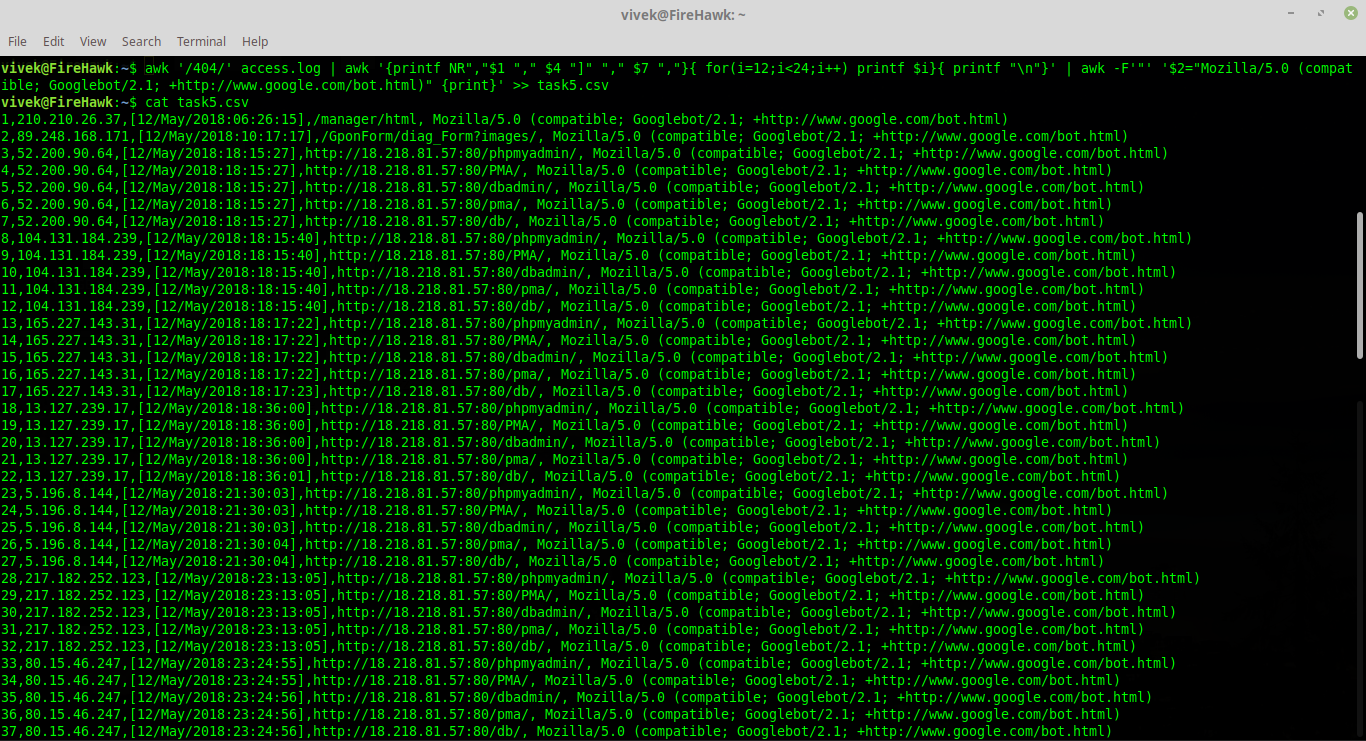 vivek@FireHawk: ~
File Edit View Search Terminal Help
vivek@FireHawk:~$ awk '/404/' access.log | awk '{printf NR","$1 "," $4 "]" "," $7 ","}{ for(i=12;i<24;i++) printf $i}{ printf "\n"}' | awk -F'"' '$2="Mozilla/5.0 (compat
ible; Googlebot/2.1; +http://www.google.com/bot.html)" {print}' >> task5.csv
vivek@FireHawk:~$ cat task5.csv
1,210.210.26.37,[12/May/2018:06:26:15],/manager/html, Mozilla/5.0 (compatible; Googlebot/2.1; +http://www.google.com/bot.html)
2,89.248.168.171,[12/May/2018:10:17:17],/GponForm/diag_Form?images/, Mozilla/5.0 (compatible; Googlebot/2.1; +http://www.google.com/bot.html)
3,52.200.90.64,[12/May/2018:18:15:27],http://18.218.81.57:80/phpmyadmin/, Mozilla/5.0 (compatible; Googlebot/2.1; +http://www.google.com/bot.html)
4,52.200.90.64,[12/May/2018:18:15:27],http://18.218.81.57:80/PMA/, Mozilla/5.0 (compatible; Googlebot/2.1; +http://www.google.com/bot.html)
5,52.200.90.64,[12/May/2018:18:15:27],http://18.218.81.57:80/dbadmin/, Mozilla/5.0 (compatible; Googlebot/2.1; +http://www.google.com/bot.html)
6,52.200.90.64,[12/May/2018:18:15:27],http://18.218.81.57:80/pma/, Mozilla/5.0 (compatible; Googlebot/2.1; +http://www.google.com/bot.html)
7,52.200.90.64,[12/May/2018:18:15:27],http://18.218.81.57:80/db/, Mozilla/5.0 (compatible; Googlebot/2.1; +http://www.google.com/bot.html)
8,104.131.184.239,[12/May/2018:18:15:40],http://18.218.81.57:80/phpmyadmin/, Mozilla/5.0 (compatible; Googlebot/2.1; +http://www.google.com/bot.html)
9,104.131.184.239,[12/May/2018:18:15:40],http://18.218.81.57:80/PMA/, Mozilla/5.0 (compatible; Googlebot/2.1; +http://www.google.com/bot.html)
10,104.131.184.239,[12/May/2018:18:15:40],http://18.218.81.57:80/dbadmin/, Mozilla/5.0 (compatible; Googlebot/2.1; +http://www.google.com/bot.html)
11,104.131.184.239,[12/May/2018:18:15:40],http://18.218.81.57:80/pma/, Mozilla/5.0 (compatible; Googlebot/2.1; +http://www.google.com/bot.html)
12,104.131.184.239,[12/May/2018:18:15:40],http://18.218.81.57:80/db/, Mozilla/5.0 (compatible; Googlebot/2.1; +http://www.google.com/bot.html)
13,165.227.143.31,[12/May/2018:18:17:22],http://18.218.81.57:80/phpmyadmin/, Mozilla/5.0 (compatible; Googlebot/2.1; +http://www.google.com/bot.html)
14,165.227.143.31,[12/May/2018:18:17:22],http://18.218.81.57:80/PMA/, Mozilla/5.0 (compatible; Googlebot/2.1; +http://www.google.com/bot.html)
15,165.227.143.31,[12/May/2018:18:17:22],http://18.218.81.57:80/dbadmin/, Mozilla/5.0 (compatible; Googlebot/2.1; +http://www.google.com/bot.html)
16,165.227.143.31,[12/May/2018:18:17:22],http://18.218.81.57:80/pma/, Mozilla/5.0 (compatible; Googlebot/2.1; +http://www.google.com/bot.html)
17,165.227.143.31,[12/May/2018:18:17:23],http://18.218.81.57:80/db/, Mozilla/5.0 (compatible; Googlebot/2.1; +http://www.google.com/bot.html)
18,13.127.239.17,[12/May/2018:18:36:00],http://18.218.81.57:80/phpmyadmin/, Mozilla/5.0 (compatible; Googlebot/2.1; +http://www.google.com/bot.html)
19,13.127.239.17,[12/May/2018:18:36:00],http://18.218.81.57:80/PMA/, Mozilla/5.0 (compatible; Googlebot/2.1; +http://www.google.com/bot.html)
20,13.127.239.17,[12/May/2018:18:36:00],http://18.218.81.57:80/dbadmin/, Mozilla/5.0 (compatible; Googlebot/2.1; +http://www.google.com/bot.html)
21,13.127.239.17,[12/May/2018:18:36:00],http://18.218.81.57:80/pma/, Mozilla/5.0 (compatible; Googlebot/2.1; +http://www.google.com/bot.html)
22,13.127.239.17,[12/May/2018:18:36:01],http://18.218.81.57:80/db/, Mozilla/5.0 (compatible; Googlebot/2.1; +http://www.google.com/bot.html)
23,5.196.8.144,[12/May/2018:21:30:03],http://18.218.81.57:80/phpmyadmin/, Mozilla/5.0 (compatible; Googlebot/2.1; +http://www.google.com/bot.html)
24,5.196.8.144,[12/May/2018:21:30:03],http://18.218.81.57:80/PMA/, Mozilla/5.0 (compatible; Googlebot/2.1; +http://www.google.com/bot.html)
25,5.196.8.144,[12/May/2018:21:30:03],http://18.218.81.57:80/dbadmin/, Mozilla/5.0 (compatible; Googlebot/2.1; +http://www.google.com/bot.html)
26,5.196.8.144,[12/May/2018:21:30:04],http://18.218.81.57:80/pma/, Mozilla/5.0 (compatible; Googlebot/2.1; +http://www.google.com/bot.html)
27,5.196.8.144,[12/May/2018:21:30:04],http://18.218.81.57:80/db/, Mozilla/5.0 (compatible; Googlebot/2.1; +http://www.google.com/bot.html)
28,217.182.252.123,[12/May/2018:23:13:05],http://18.218.81.57:80/phpmyadmin/, Mozilla/5.0 (compatible; Googlebot/2.1; +http://www.google.com/bot.html)
29,217.182.252.123,[12/May/2018:23:13:05],http://18.218.81.57:80/PMA/, Mozilla/5.0 (compatible; Googlebot/2.1; +http://www.google.com/bot.html)
30,217.182.252.123,[12/May/2018:23:13:05],http://18.218.81.57:80/dbadmin/, Mozilla/5.0 (compatible; Googlebot/2.1; +http://www.google.com/bot.html)
31,217.182.252.123,[12/May/2018:23:13:05],http://18.218.81.57:80/pma/, Mozilla/5.0 (compatible; Googlebot/2.1; +http://www.google.com/bot.html)
32,217.182.252.123,[12/May/2018:23:13:05],http://18.218.81.57:80/db/, Mozilla/5.0 (compatible; Googlebot/2.1; +http://www.google.com/bot.html)
33,80.15.46.247,[12/May/2018:23:24:55],http://18.218.81.57:80/phpmyadmin/, Mozilla/5.0 (compatible; Googlebot/2.1; +http://www.google.com/bot.html)
34,80.15.46.247,[12/May/2018:23:24:55],http://18.218.81.57:80/PMA/, Mozilla/5.0 (compatible; Googlebot/2.1; +http://www.google.com/bot.html)
35,80.15.46.247,[12/May/2018:23:24:56],http://18.218.81.57:80/dbadmin/, Mozilla/5.0 (compatible; Googlebot/2.1; +http://www.google.com/bot.html)
36,80.15.46.247,[12/May/2018:23:24:56],http://18.218.81.57:80/pma/, Mozilla/5.0 (compatible; Googlebot/2.1; +http://www.google.com/bot.html)
37,80.15.46.247,[12/May/2018:23:24:56],http://18.218.81.57:80/db/, Mozilla/5.0 (compatible; Googlebot/2.1; +http://www.google.com/bot.html)